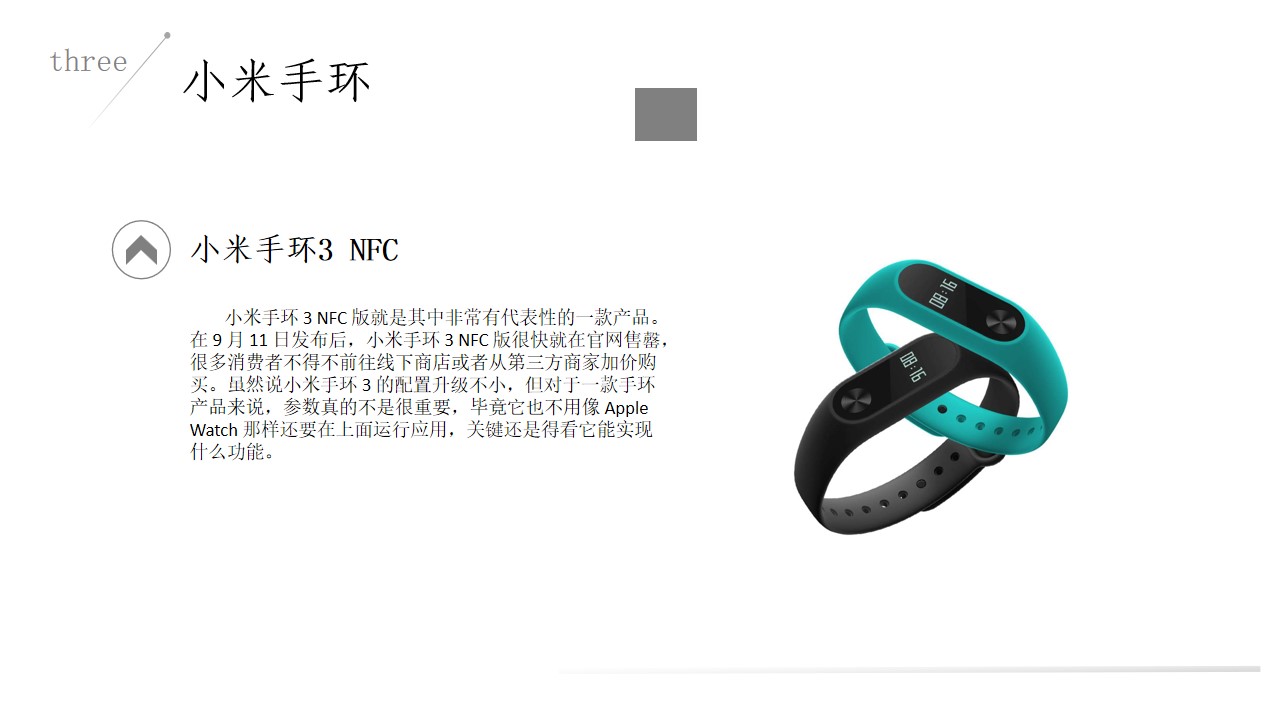 three
小米手环
小米手环3 NFC
小米手环 3 NFC 版就是其中非常有代表性的一款产品。
在 9 月 11 日发布后，小米手环 3 NFC 版很快就在官网售罄，
很多消费者不得不前往线下商店或者从第三方商家加价购
买。虽然说小米手环 3 的配置升级不小，但对于一款手环
产品来说，参数真的不是很重要，毕竟它也不用像 Apple
Watch 那样还要在上面运行应用，关键还是得看它能实现
什么功能。
08:16
08:16